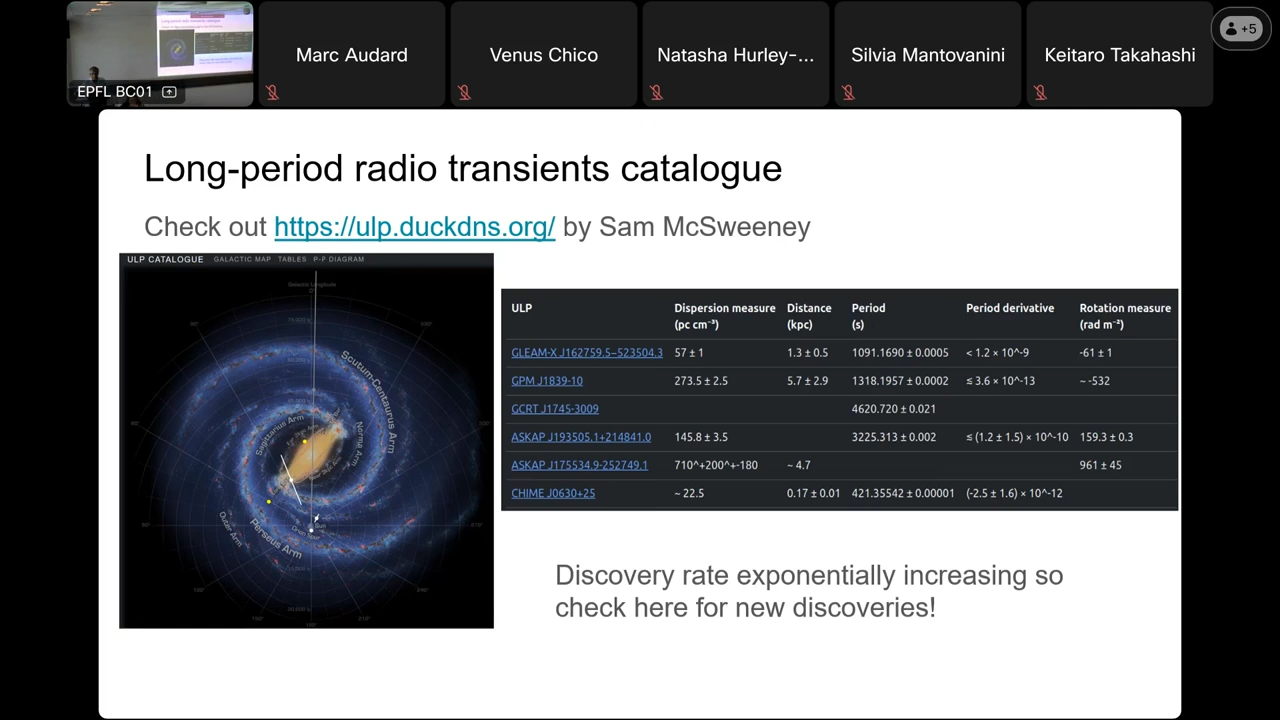 Marc Audard
Venus Chico
Natasha Hurley-...
Silvia Mantovanini
Keitaro Takahashi
+5
EPFL BC01
Long-period radio transients catalogue
Check out https://ulp.duckdns.org/ by Sam McSweeney
ULP CATALOGUE GALACTIC MAP TABLES P-Ṗ DIAGRAM
Galactic Longitude
0°
Scutum-Centaurus Arm
Sagittarius Arm
Norma Arm
Sun
Perseus Arm
Outer Arm
ULP Dispersion measure (pc cm⁻³) Distance (kpc) Period (s) Period derivative Rotation measure (rad m⁻²)
GLEAM-X J162759.5–523504.3 57 ± 1 1.3 ± 0.5 1091.1690 ± 0.0005 < 1.2 × 10^-9 -61 ± 1
GPM J1839-10 273.5 ± 2.5 5.7 ± 2.9 1318.1957 ± 0.0002 ≤ 3.6 × 10^-13 ~ -532
GCRT J1745-3009 4620.720 ± 0.021
ASKAP J193505.1+214841.0 145.8 ± 3.5 3225.313 ± 0.002 ≤ (1.2 ± 1.5) × 10^-10 159.3 ± 0.3
ASKAP J175534.9-252749.1 710^+200^+-180 ~ 4.7 961 ± 45
CHIME J0630+25 ~ 22.5 0.17 ± 0.01 421.35542 ± 0.00001 (-2.5 ± 1.6) × 10^-12
Discovery rate exponentially increasing so
check here for new discoveries!